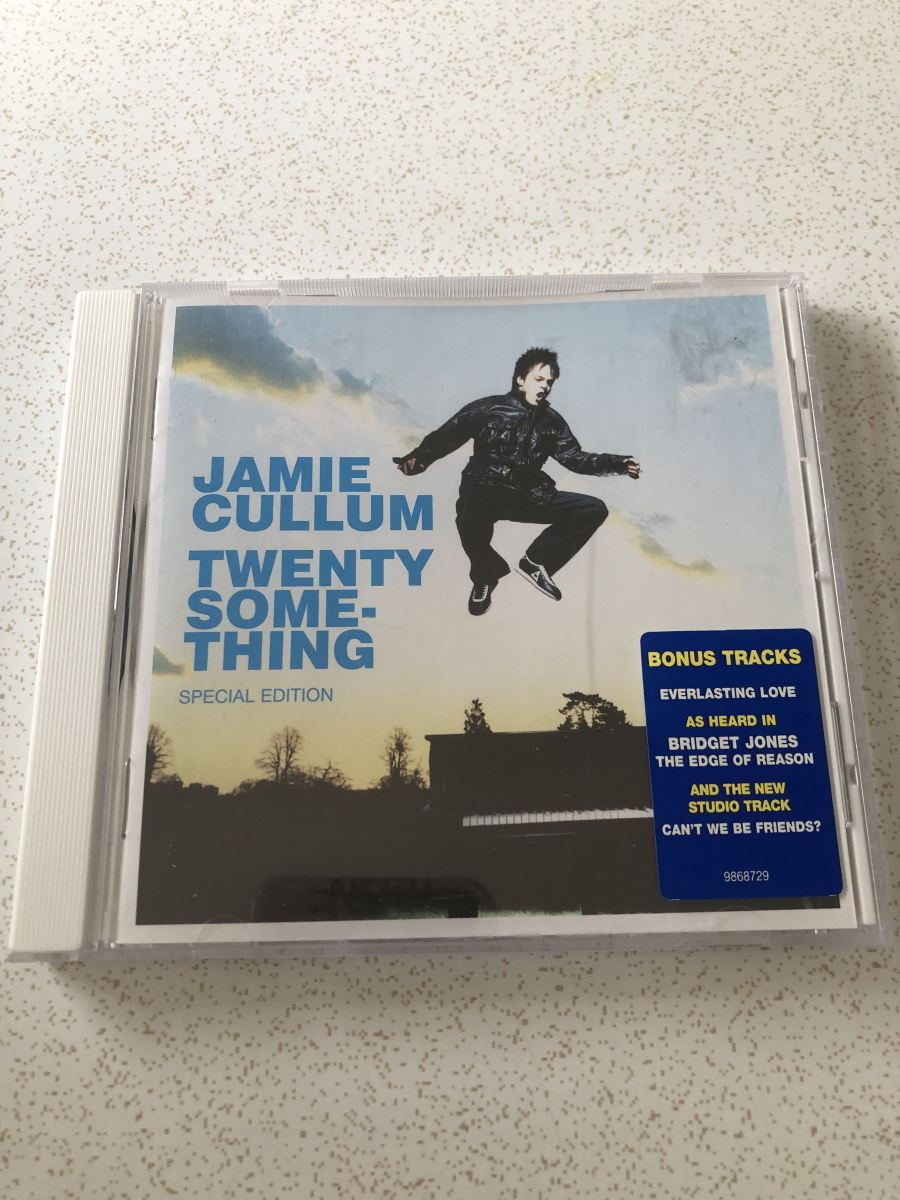 JAMIE
CULLUM
TWENTY
SOME-
THING
SPECIAL EDITION
BONUS TRACKS
EVERLASTING LOVE
AS HEARD IN
BRIDGET JONES
THE EDGE OF REASON
AND THE NEW
STUDIO TRACK
CAN'T WE BE FRIENDS?
9868729